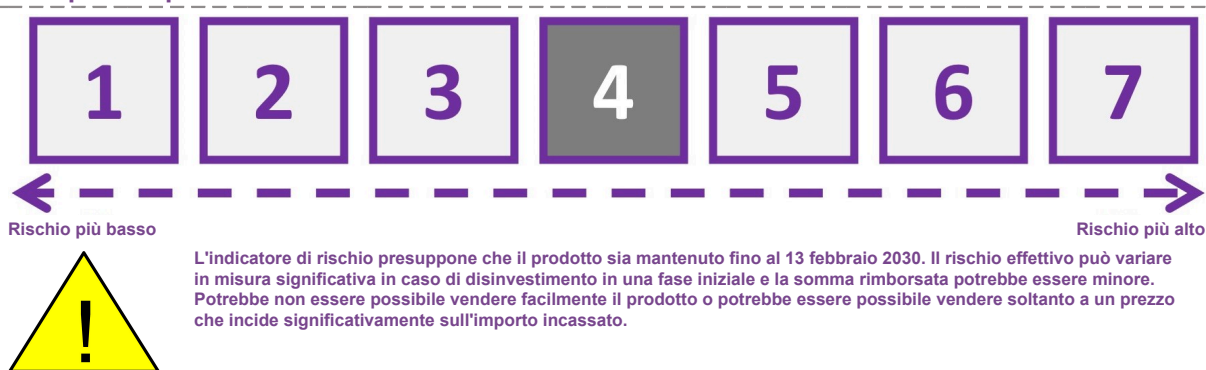 1 2 3 4 5 6 7
Rischio più basso Rischio più alto
L'indicatore di rischio presuppone che il prodotto sia mantenuto fino al 13 febbraio 2030. Il rischio effettivo può variare
in misura significativa in caso di disinvestimento in una fase iniziale e la somma rimborsata potrebbe essere minore.
Potrebbe non essere possibile vendere facilmente il prodotto o potrebbe essere possibile vendere soltanto a un prezzo
che incide significativamente sull'importo incassato.
!